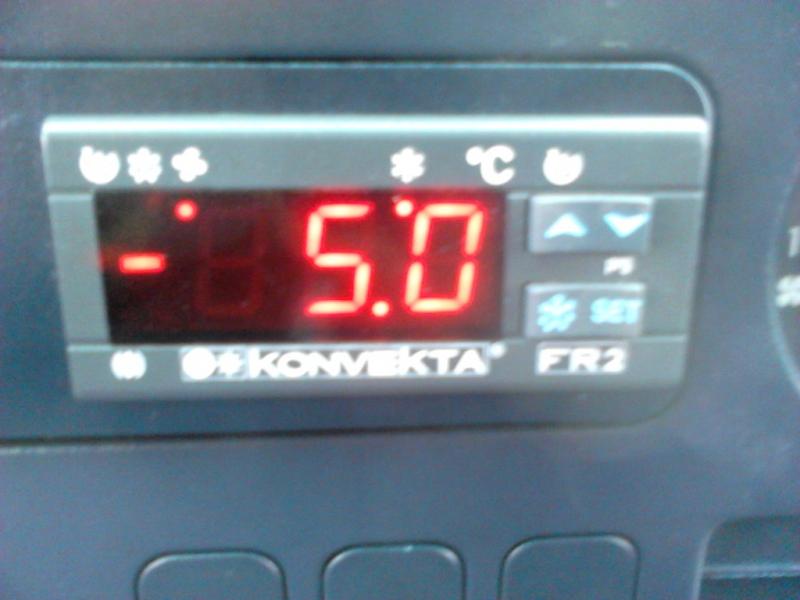 °C
- 5.0
SET
KONVEKTA
FR2